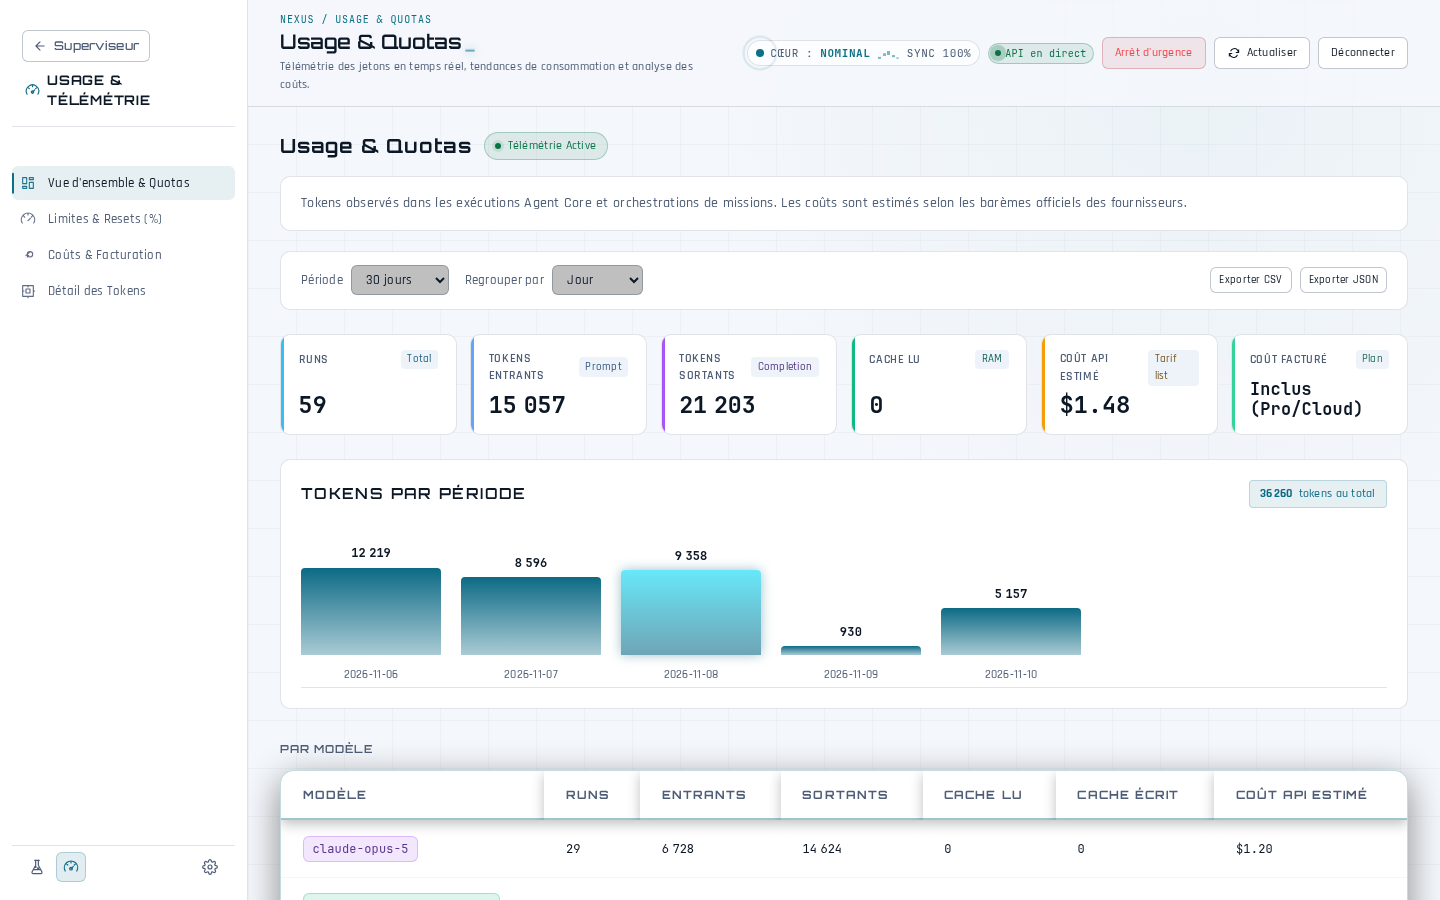 Superviseur
USAGE & TÉLÉMÉTRIE
Vue d'ensemble & Quotas
Limites & Resets (%)
Coûts & Facturation
Détail des Tokens
NEXUS / USAGE & QUOTAS
Usage & Quotas_
Télémétrie des jetons en temps réel, tendances de consommation et analyse des
coûts.
CŒUR : NOMINAL SYNC 100%
API en direct
Arrêt d'urgence
Actualiser
Déconnecter
Usage & Quotas
Télémétrie Active
Tokens observés dans les exécutions Agent Core et orchestrations de missions. Les coûts sont estimés selon les barèmes officiels des fournisseurs.
Période 30 jours Regrouper par Jour
Exporter CSV
Exporter JSON
RUNS
Total
59
TOKENS
ENTRANTS
Prompt
15 057
TOKENS
SORTANTS
Completion
21 203
CACHE LU
RAM
0
COÛT API
ESTIMÉ
Tarif
list
$1.48
COÛT FACTURÉ
Plan
Inclus
(Pro/Cloud)
TOKENS PAR PÉRIODE
36 260 tokens au total
12 219
8 596
9 358
930
5 157
2026-11-06
2026-11-07
2026-11-08
2026-11-09
2026-11-10
PAR MODÈLE
MODÈLE RUNS ENTRANTS SORTANTS CACHE LU CACHE ÉCRIT COÛT API ESTIMÉ
claude-opus-5 29 6 728 14 624 0 0 $1.20